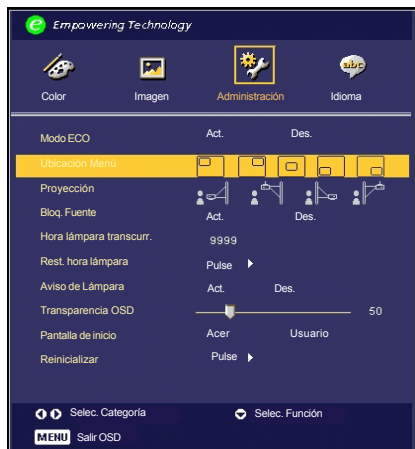 e Empowering Technology
Color Imagen Administración Idioma
abc
Modo ECO Act. Des.
Ubicación Menú
Proyección
Bloq. Fuente Act. Des.
Hora lámpara transcurr. 9999
Rest. hora lámpara Pulse
Aviso de Lámpara Act. Des.
Transparencia OSD 50
Pantalla de inicio Acer Usuario
Reinicializar Pulse
Selec. Categoría Selec. Función
MENU Salir OSD